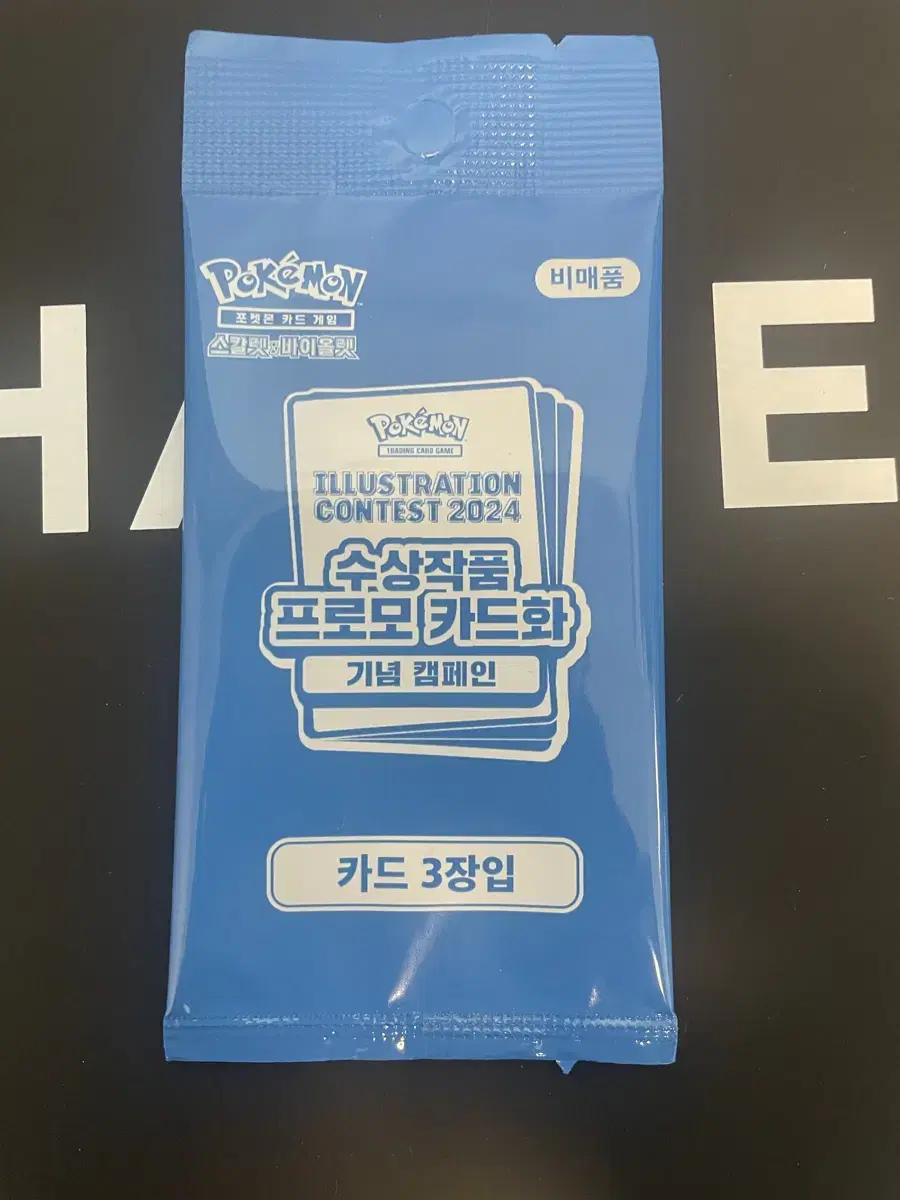 POKéMON
포켓몬 카드 게임
스칼렛&바이올렛
비매품
POKéMON
TRADING CARD GAME
ILLUSTRATION
CONTEST 2024
수상작품
프로모 카드화
기념 캠페인
카드 3장입
H
E